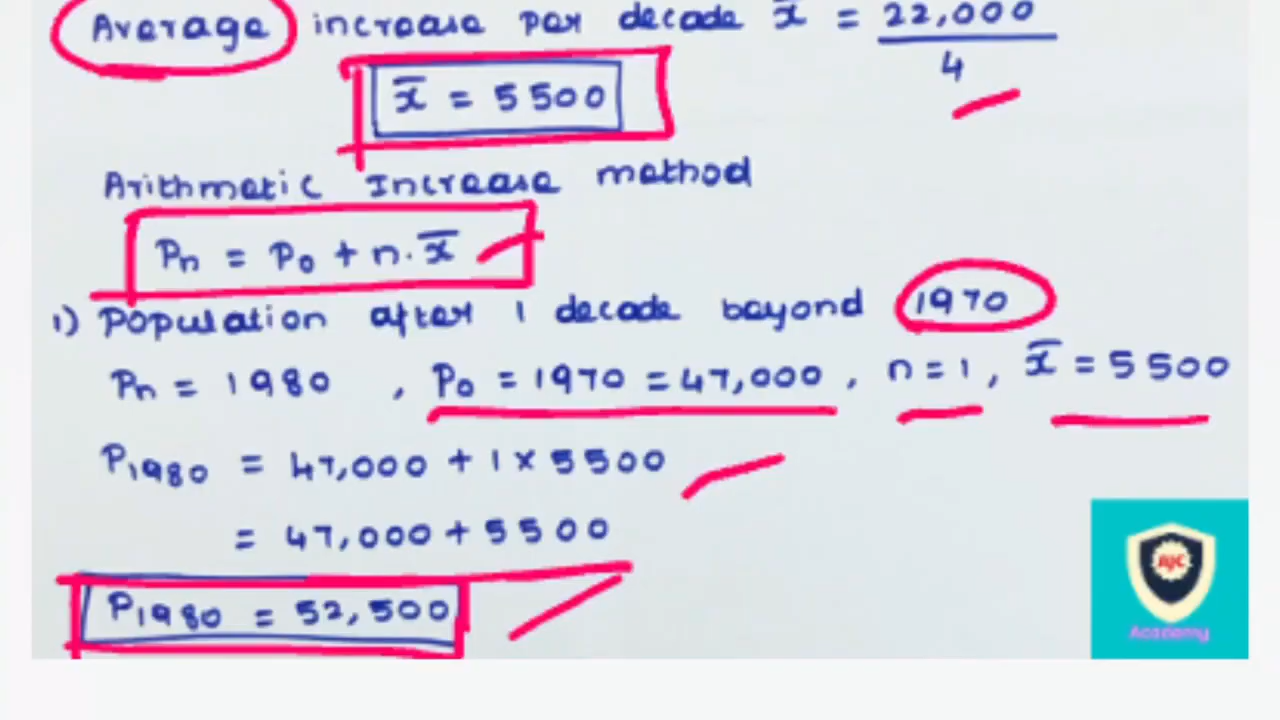 Average increase per decade x̄ = 22,000 / 4
x̄ = 5500
Arithmetic Increase method
Pn = P0 + n. x̄
1) Population after 1 decade beyond 1970
Pn = 1980 , P0 = 1970 = 47,000 , n = 1 , x̄ = 5500
P1980 = 47,000 + 1 × 5500
= 47,000 + 5500
P1980 = 52,500
AJC
Academy